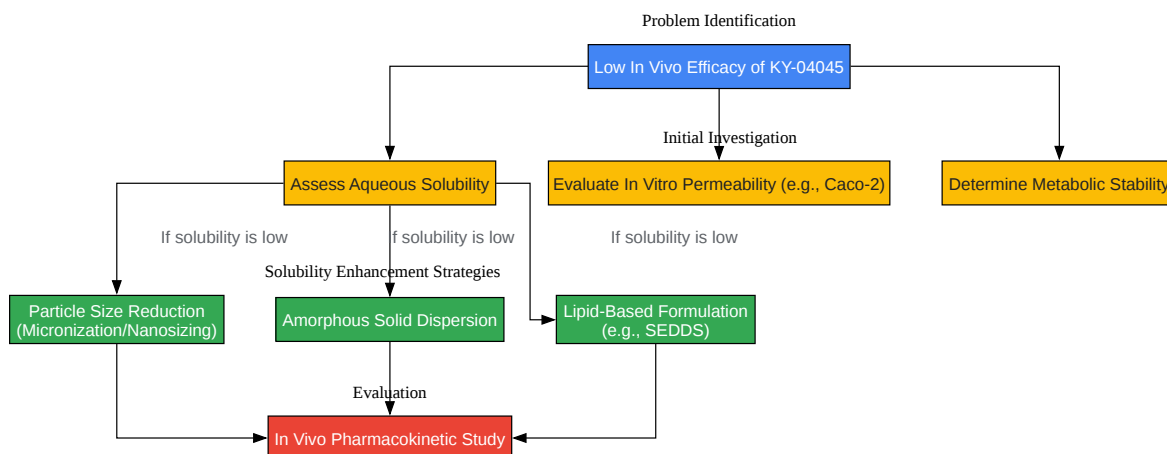 Problem Identification
Low In Vivo Efficacy of KY-04045
Initial Investigation
Assess Aqueous Solubility
Evaluate In Vitro Permeability (e.g., Caco-2)
Determine Metabolic Stability
If solubility is low
If solubility is low
If solubility is low
Solubility Enhancement Strategies
Particle Size Reduction
(Micronization/Nanosizing)
Amorphous Solid Dispersion
Lipid-Based Formulation
(e.g., SEDDS)
Evaluation
In Vivo Pharmacokinetic Study